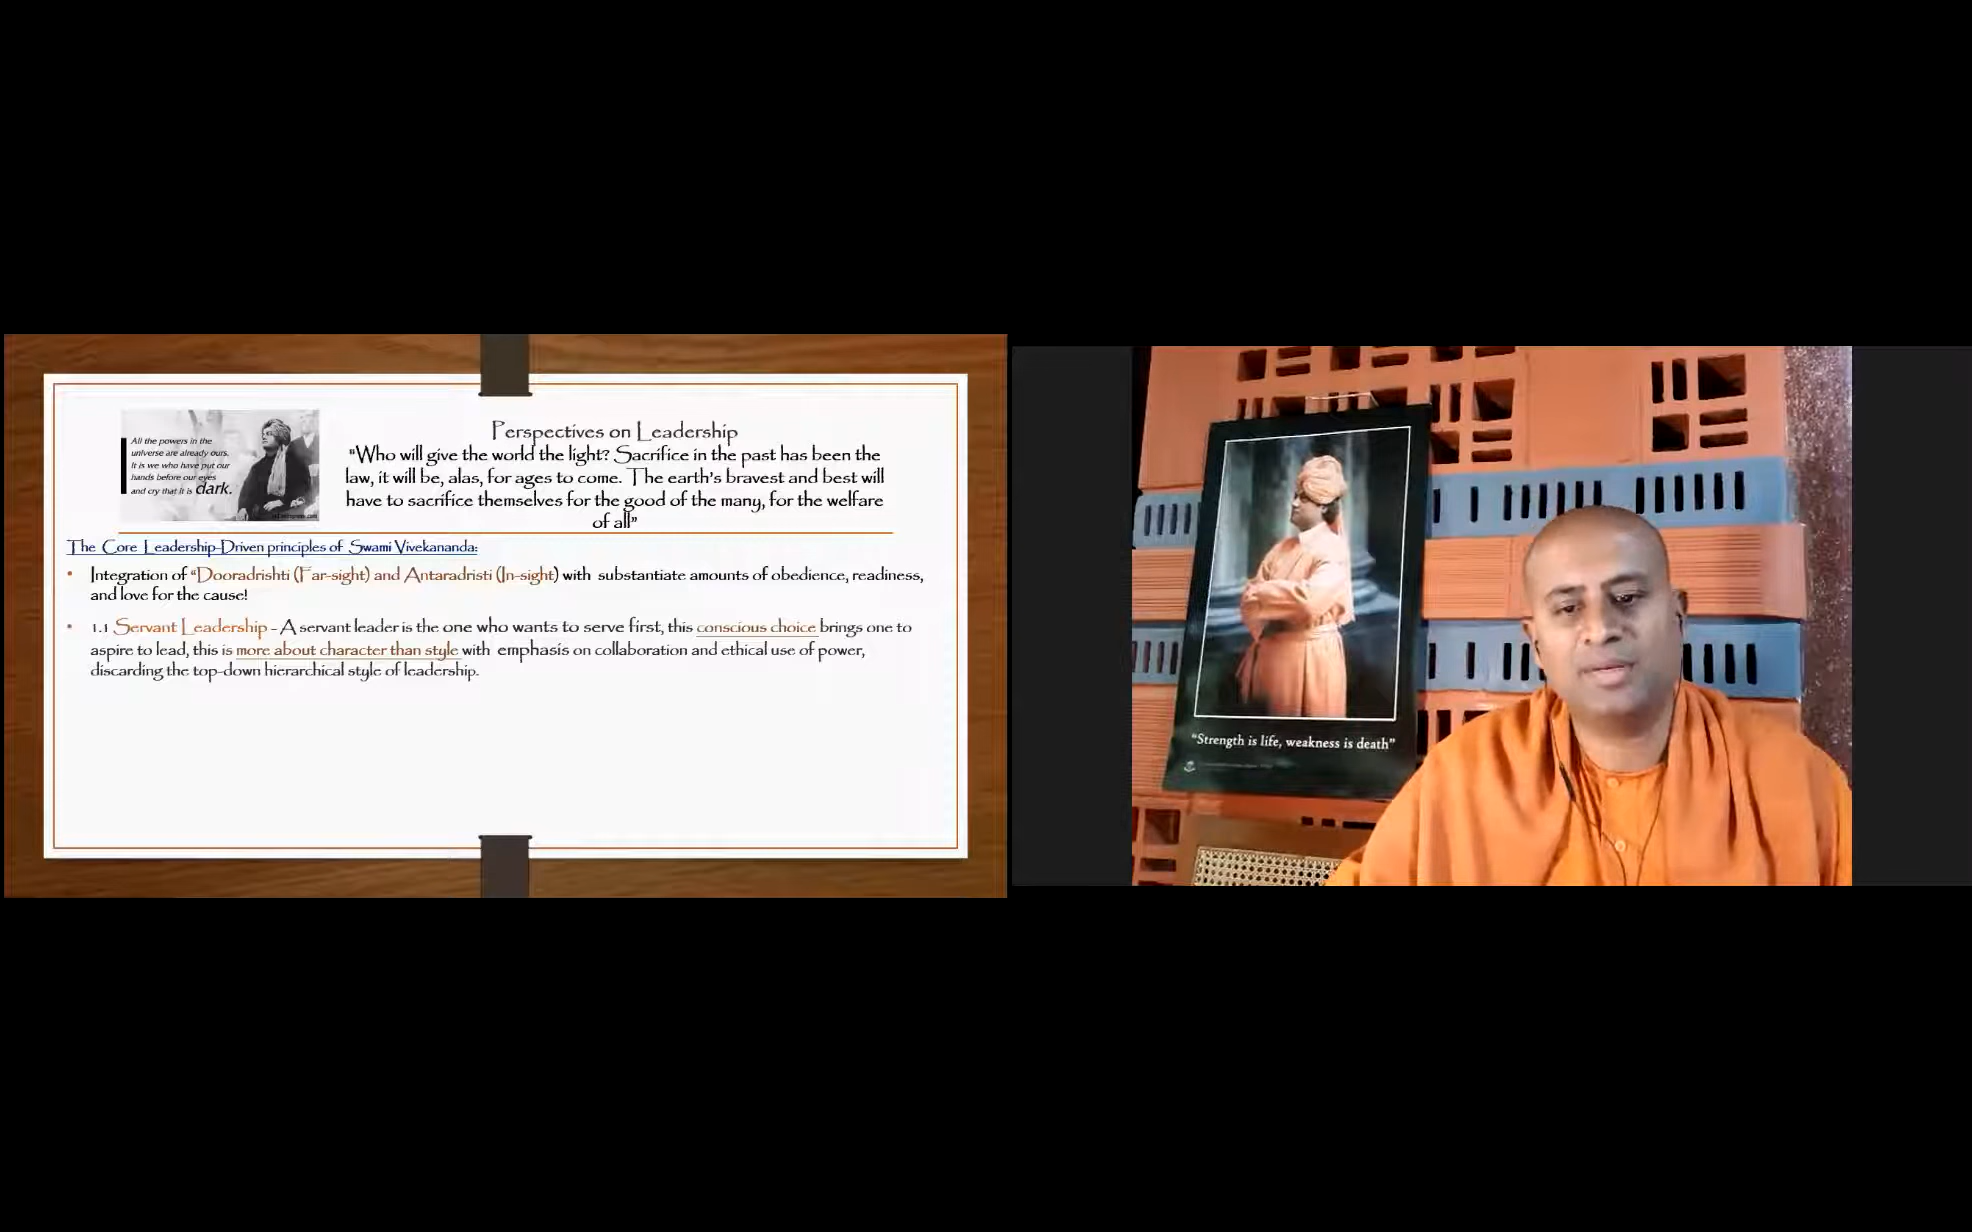 All the powers in the
universe are already ours.
It is we who have put our
hands before our eyes
and cry that it is dark.
Perspectives on Leadership
"Who will give the world the light? Sacrifice in the past has been the
law, it will be, alas, for ages to come. The earth's bravest and best will
have to sacrifice themselves for the good of the many, for the welfare
of all”
The Core Leadership-Driven principles of Swami Vivekananda:
• Integration of “Dooradrishti (Far-sight) and Antaradristi (In-sight) with substantiate amounts of obedience, readiness,
and love for the cause!
• 1.1 Servant Leadership - A servant leader is the one who wants to serve first, this conscious choice brings one to
aspire to lead, this is more about character than style with emphasis on collaboration and ethical use of power,
discarding the top-down hierarchical style of leadership.
“Strength is life, weakness is death”